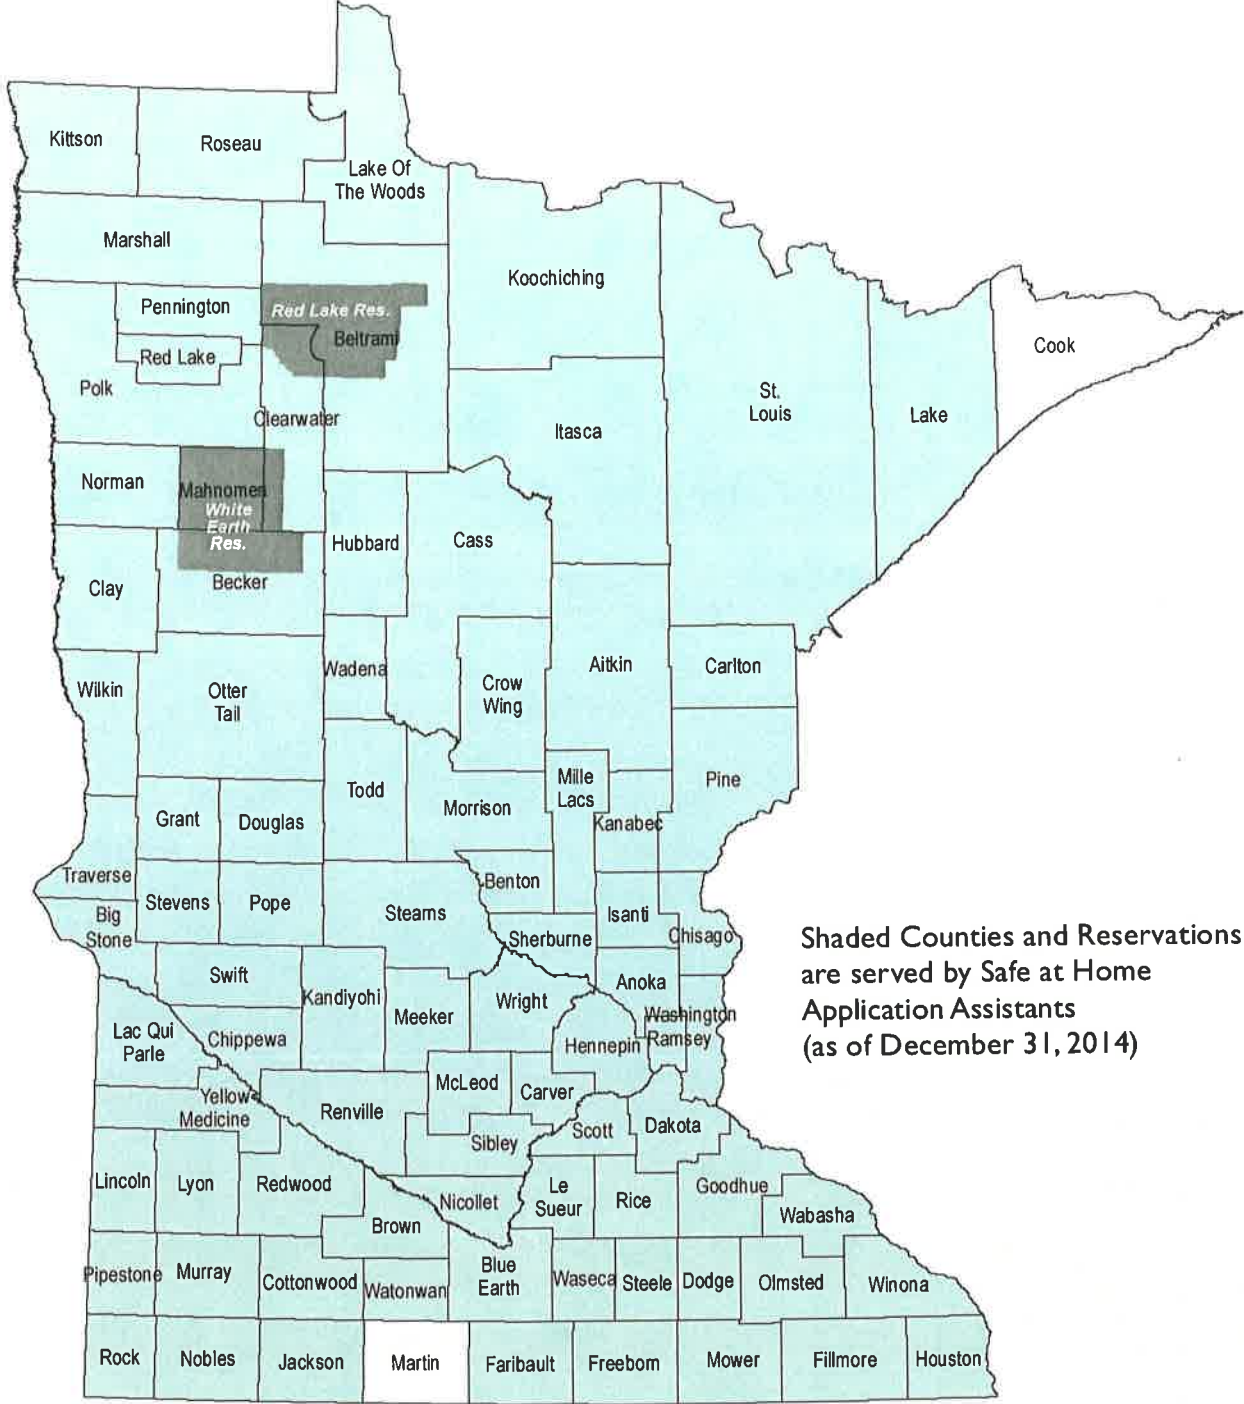 Kittson
Roseau
Lake Of
The Woods
Marshall
Koochiching
Pennington
Red Lake Res.
Beltrami
Red Lake
Cook
Polk
St.
Louis
Lake
Clearwater
Itasca
Norman
Mahnomen
White
Earth
Res.
Hubbard
Cass
Clay
Becker
Wadena
Aitkin
Carlton
Wilkin
Otter
Tail
Crow
Wing
Mille
Lacs
Pine
Todd
Morrison
Grant
Douglas
Kanabec
Traverse
Benton
Stevens
Pope
Stearns
Isanti
Big
Stone
Sherburne
Chisago
Shaded Counties and Reservations
are served by Safe at Home
Application Assistants
(as of December 31, 2014)
Swift
Kandiyohi
Anoka
Wright
Meeker
Washington
Lac Qui
Parle
Chippewa
Hennepin
Ramsey
McLeod
Carver
Yellow
Medicine
Renville
Scott
Dakota
Sibley
Lincoln
Lyon
Redwood
Nicollet
Le
Sueur
Rice
Goodhue
Wabasha
Brown
Pipestone
Murray
Cottonwood
Watonwan
Blue
Earth
Waseca
Steele
Dodge
Olmsted
Winona
Rock
Nobles
Jackson
Martin
Faribault
Freeborn
Mower
Fillmore
Houston